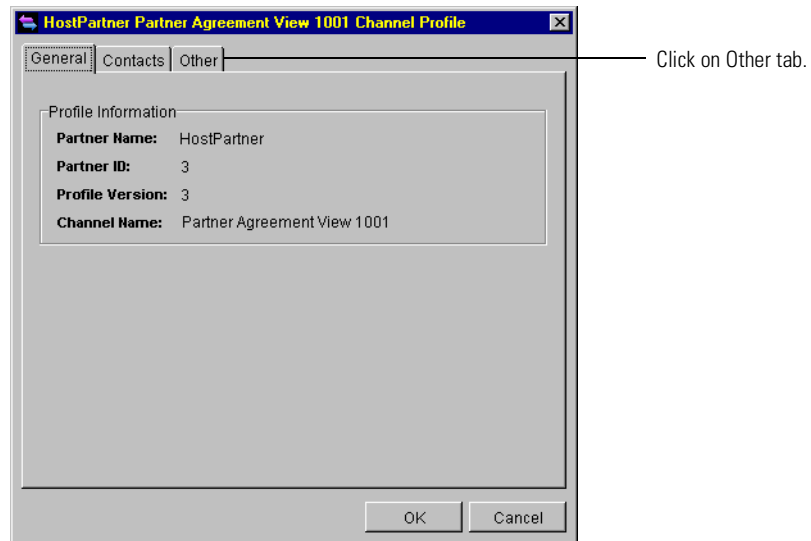 HostPartner Partner Agreement View 1001 Channel Profile
General Contacts Other
Click on Other tab.
Profile Information
Partner Name: HostPartner
Partner ID: 3
Profile Version: 3
Channel Name: Partner Agreement View 1001
OK Cancel